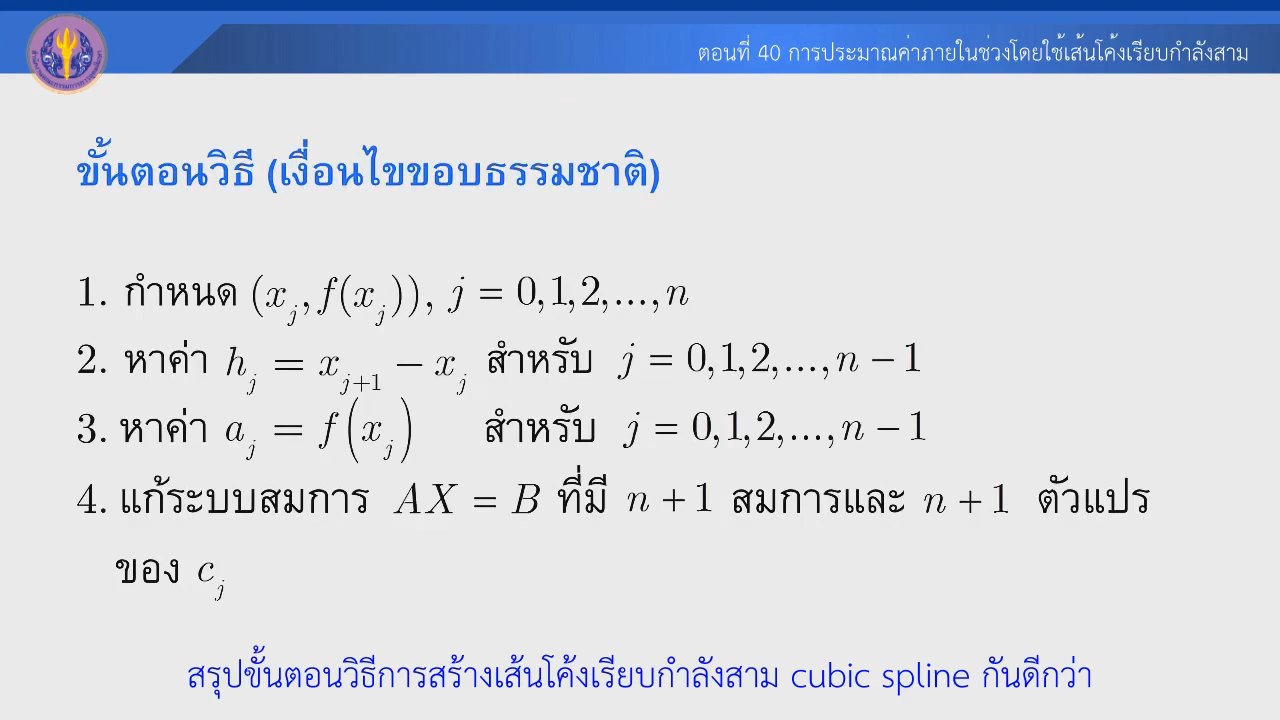 ตอนที่ 40 การประมาณค่าภายในช่วงโดยใช้เส้นโค้งเรียบกำลังสาม
ขั้นตอนวิธี (เงื่อนไขขอบธรรมชาติ)
1. กำหนด (x_j, f(x_j)), j = 0,1,2,...,n
2. หาค่า h_j = x_{j+1} − x_j สำหรับ j = 0,1,2,...,n − 1
3. หาค่า a_j = f(x_j) สำหรับ j = 0,1,2,...,n − 1
4. แก้ระบบสมการ AX = B ที่มี n + 1 สมการและ n + 1 ตัวแปร
ของ c_j
สรุปขั้นตอนวิธีการสร้างเส้นโค้งเรียบกำลังสาม cubic spline กันดีกว่า